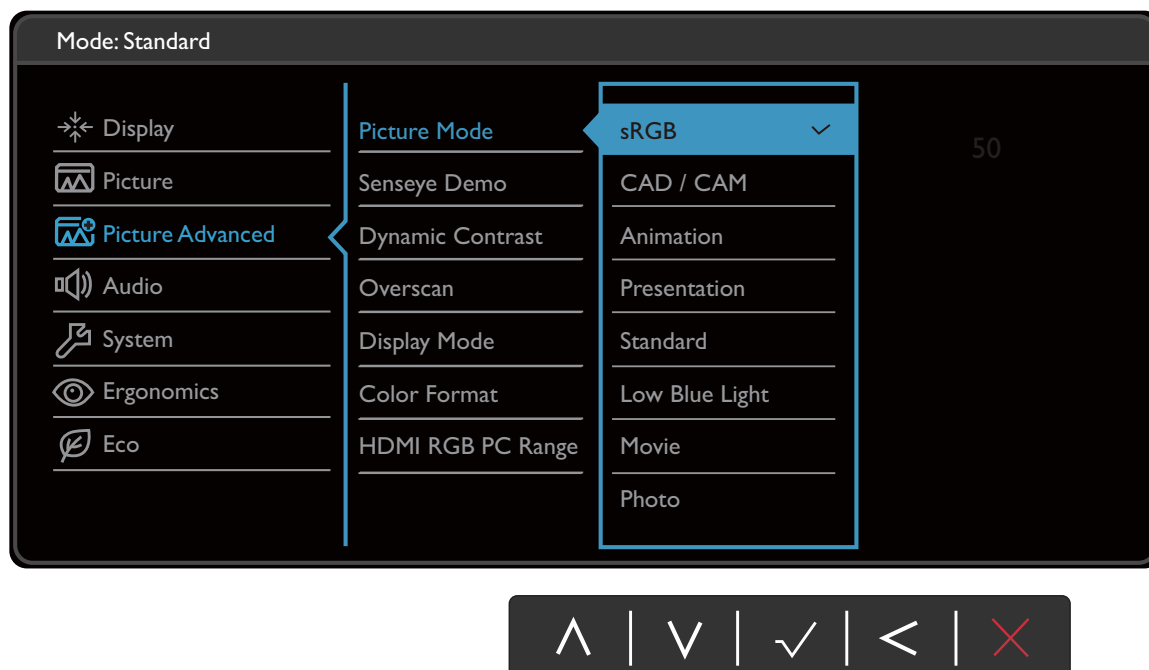 Mode: Standard
Display
Picture
Picture Advanced
Audio
System
Ergonomics
Eco
Picture Mode
Senseye Demo
Dynamic Contrast
Overscan
Display Mode
Color Format
HDMI RGB PC Range
sRGB
CAD / CAM
Animation
Presentation
Standard
Low Blue Light
Movie
Photo
50